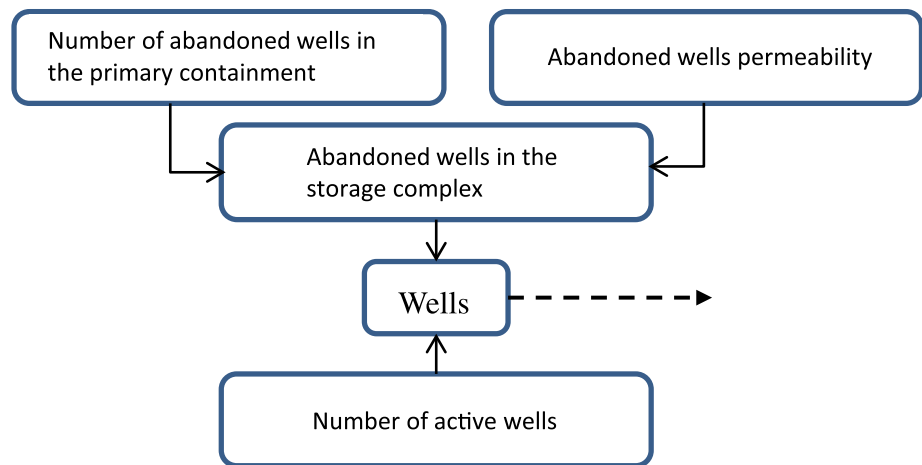 Number of abandoned wells in
the primary containment
Abandoned wells permeability
Abandoned wells in the
storage complex
Wells
Number of active wells